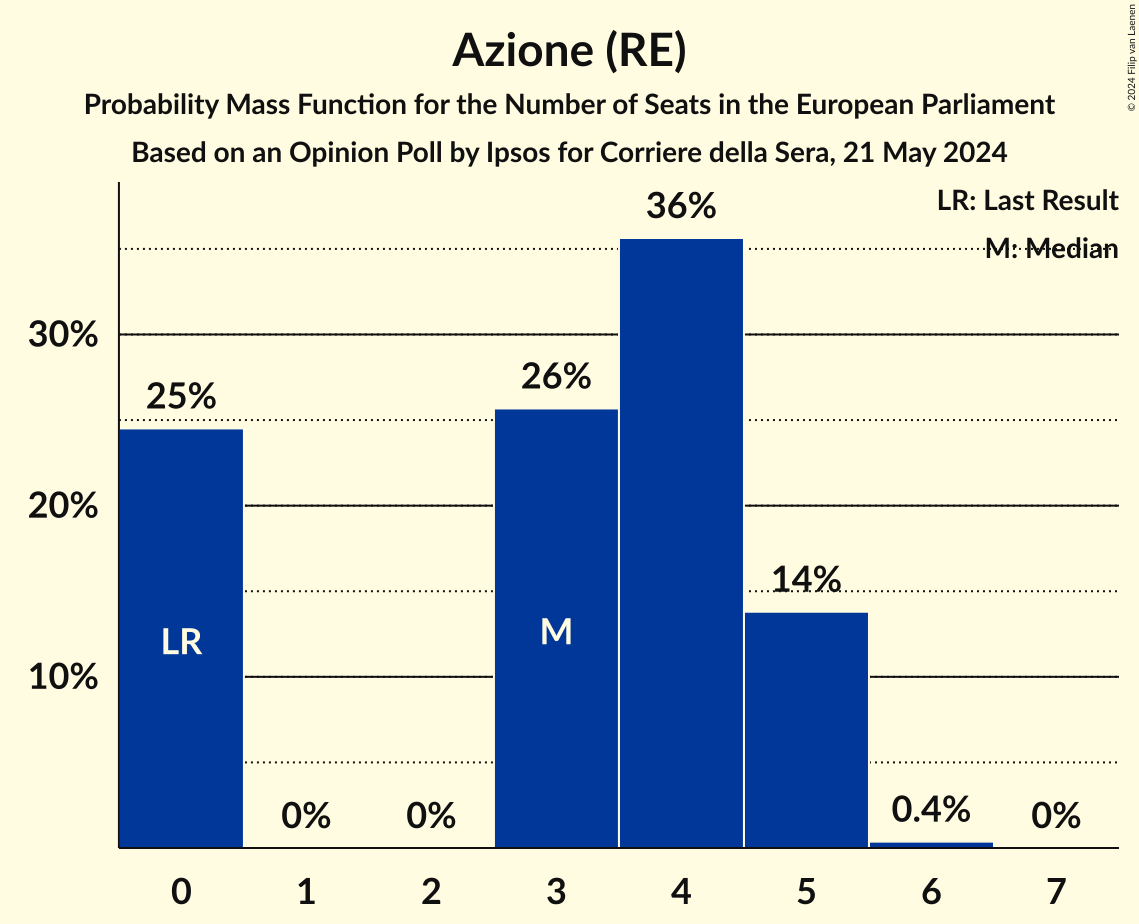 © 2024 Filip van Laenen
Azione (RE)
Probability Mass Function for the Number of Seats in the European Parliament
Based on an Opinion Poll by Ipsos for Corriere della Sera, 21 May 2024
LR: Last Result
M: Median
36%
30%
26%
25%
20%
14%
LR
M
10%
0%
0%
0.4%
0%
0 1 2 3 4 5 6 7